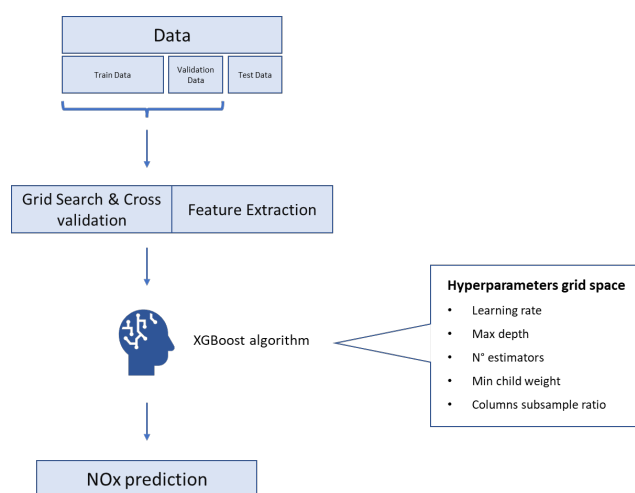 Data
Train Data
Validation
Data
Test Data
Grid Search & Cross
validation
Feature Extraction
XGBoost algorithm
Hyperparameters grid space
• Learning rate
• Max depth
• N° estimators
• Min child weight
• Columns subsample ratio
NOx prediction